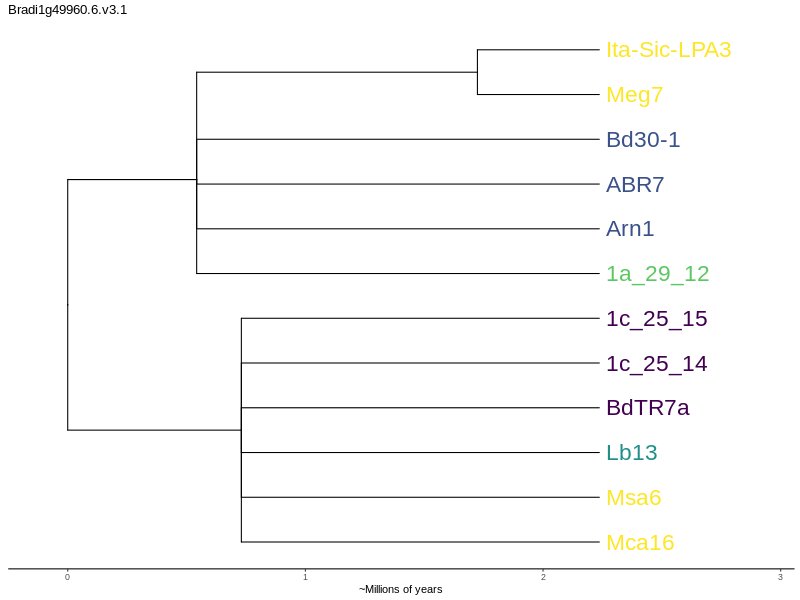 Bradi1g49960.6.v3.1
Ita-Sic-LPA3
Meg7
Bd30-1
ABR7
Arn1
1a_29_12
1c_25_15
1c_25_14
BdTR7a
Lb13
Msa6
Mca16
0 1 2 3
~Millions of years